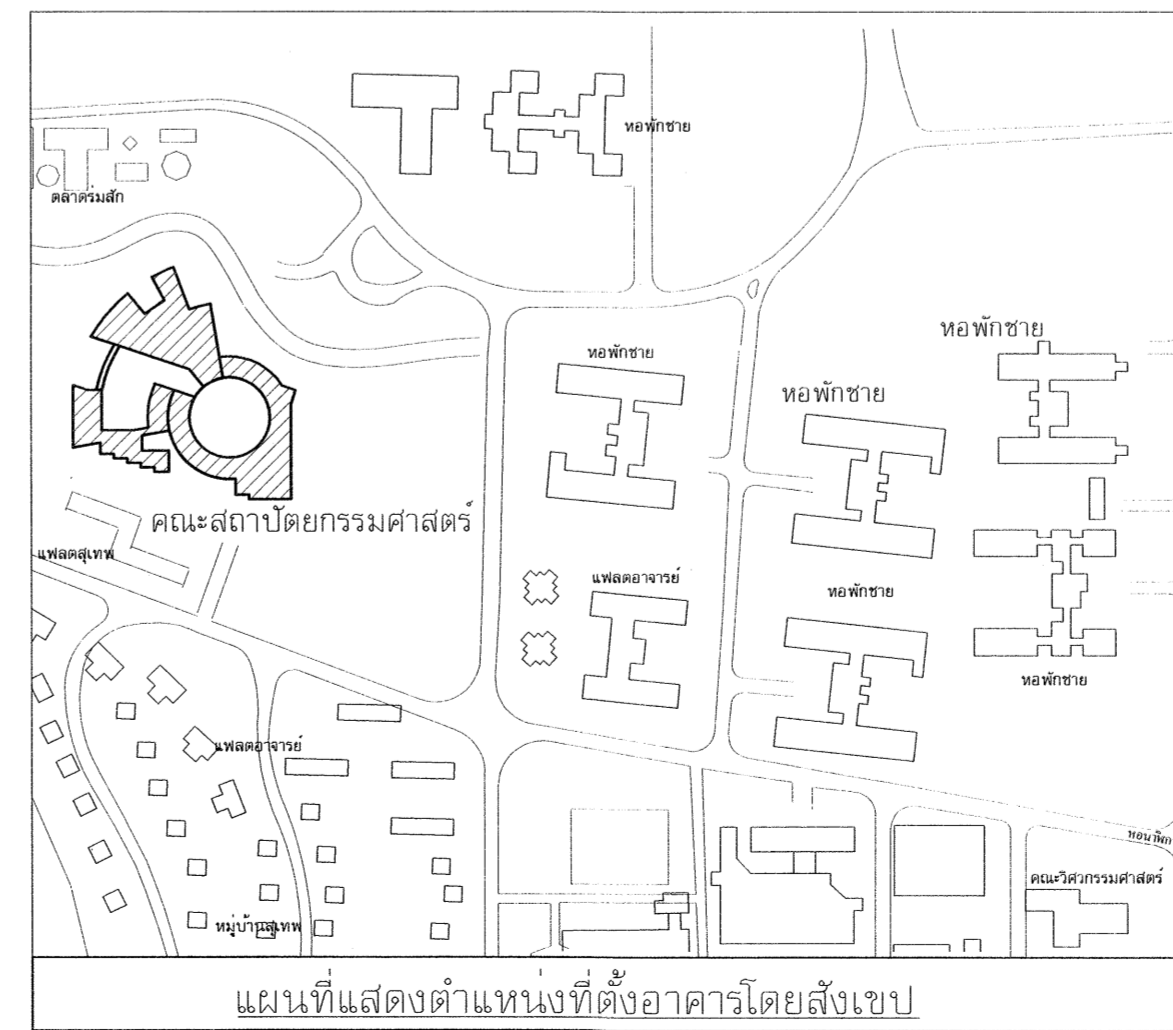 หอพักชาย
ตลาดร่มสัก
หอพักชาย
หอพักชาย
หอพักชาย
คณะสถาปัตยกรรมศาสตร์
แฟลตสุเทพ
แฟลตอาจารย์
หอพักชาย
หอพักชาย
แฟลตอาจารย์
หอนาฬิกา
คณะวิศวกรรมศาสตร์
หมู่บ้านสุเทพ
แผนที่แสดงตำแหน่งที่ตั้งอาคารโดยสังเขป